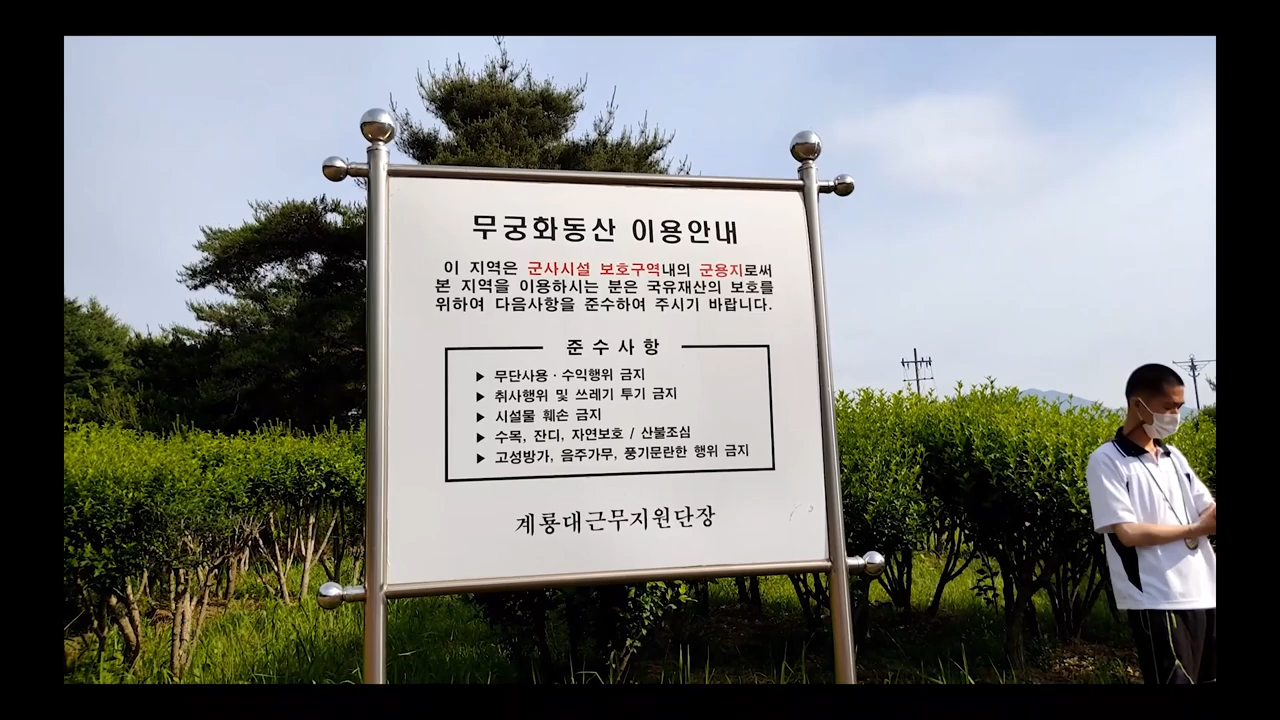 무궁화동산 이용안내
이 지역은 군사시설 보호구역내의 군용지로써
본 지역을 이용하시는 분은 국유재산의 보호를
위하여 다음사항을 준수하여 주시기 바랍니다.
준수사항
▶ 무단사용 · 수익행위 금지
▶ 취사행위 및 쓰레기 투기 금지
▶ 시설물 훼손 금지
▶ 수목, 잔디, 자연보호 / 산불조심
▶ 고성방가, 음주가무, 풍기문란한 행위 금지
계룡대근무지원단장